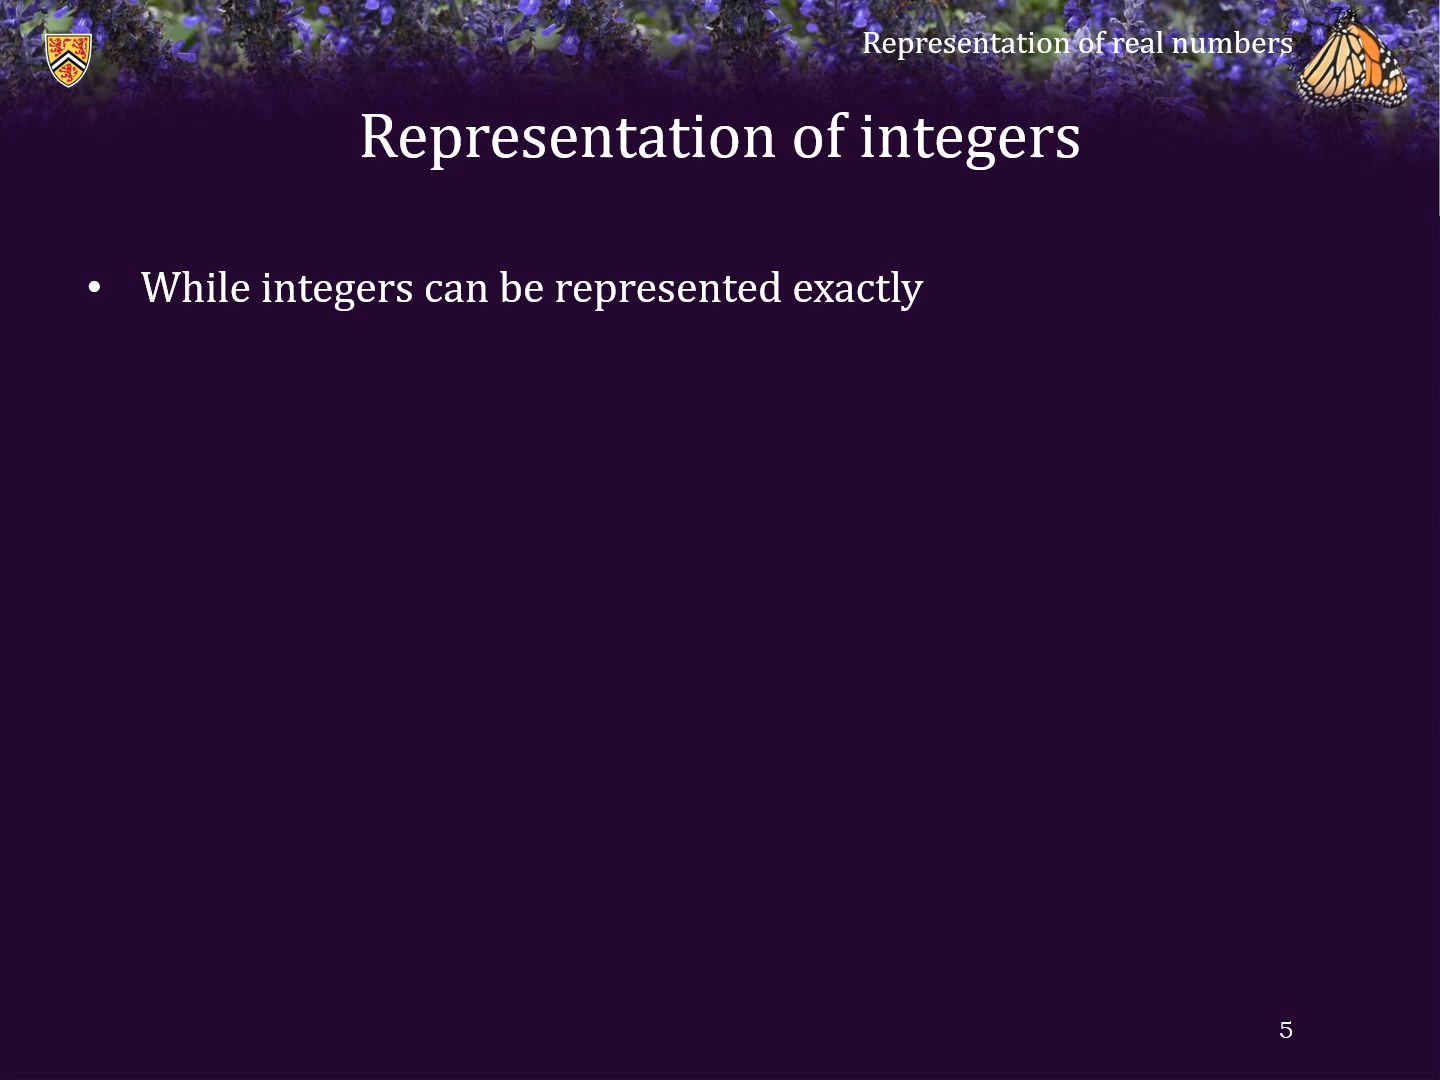 Representation of real numbers
Representation of integers
• While integers can be represented exactly
5